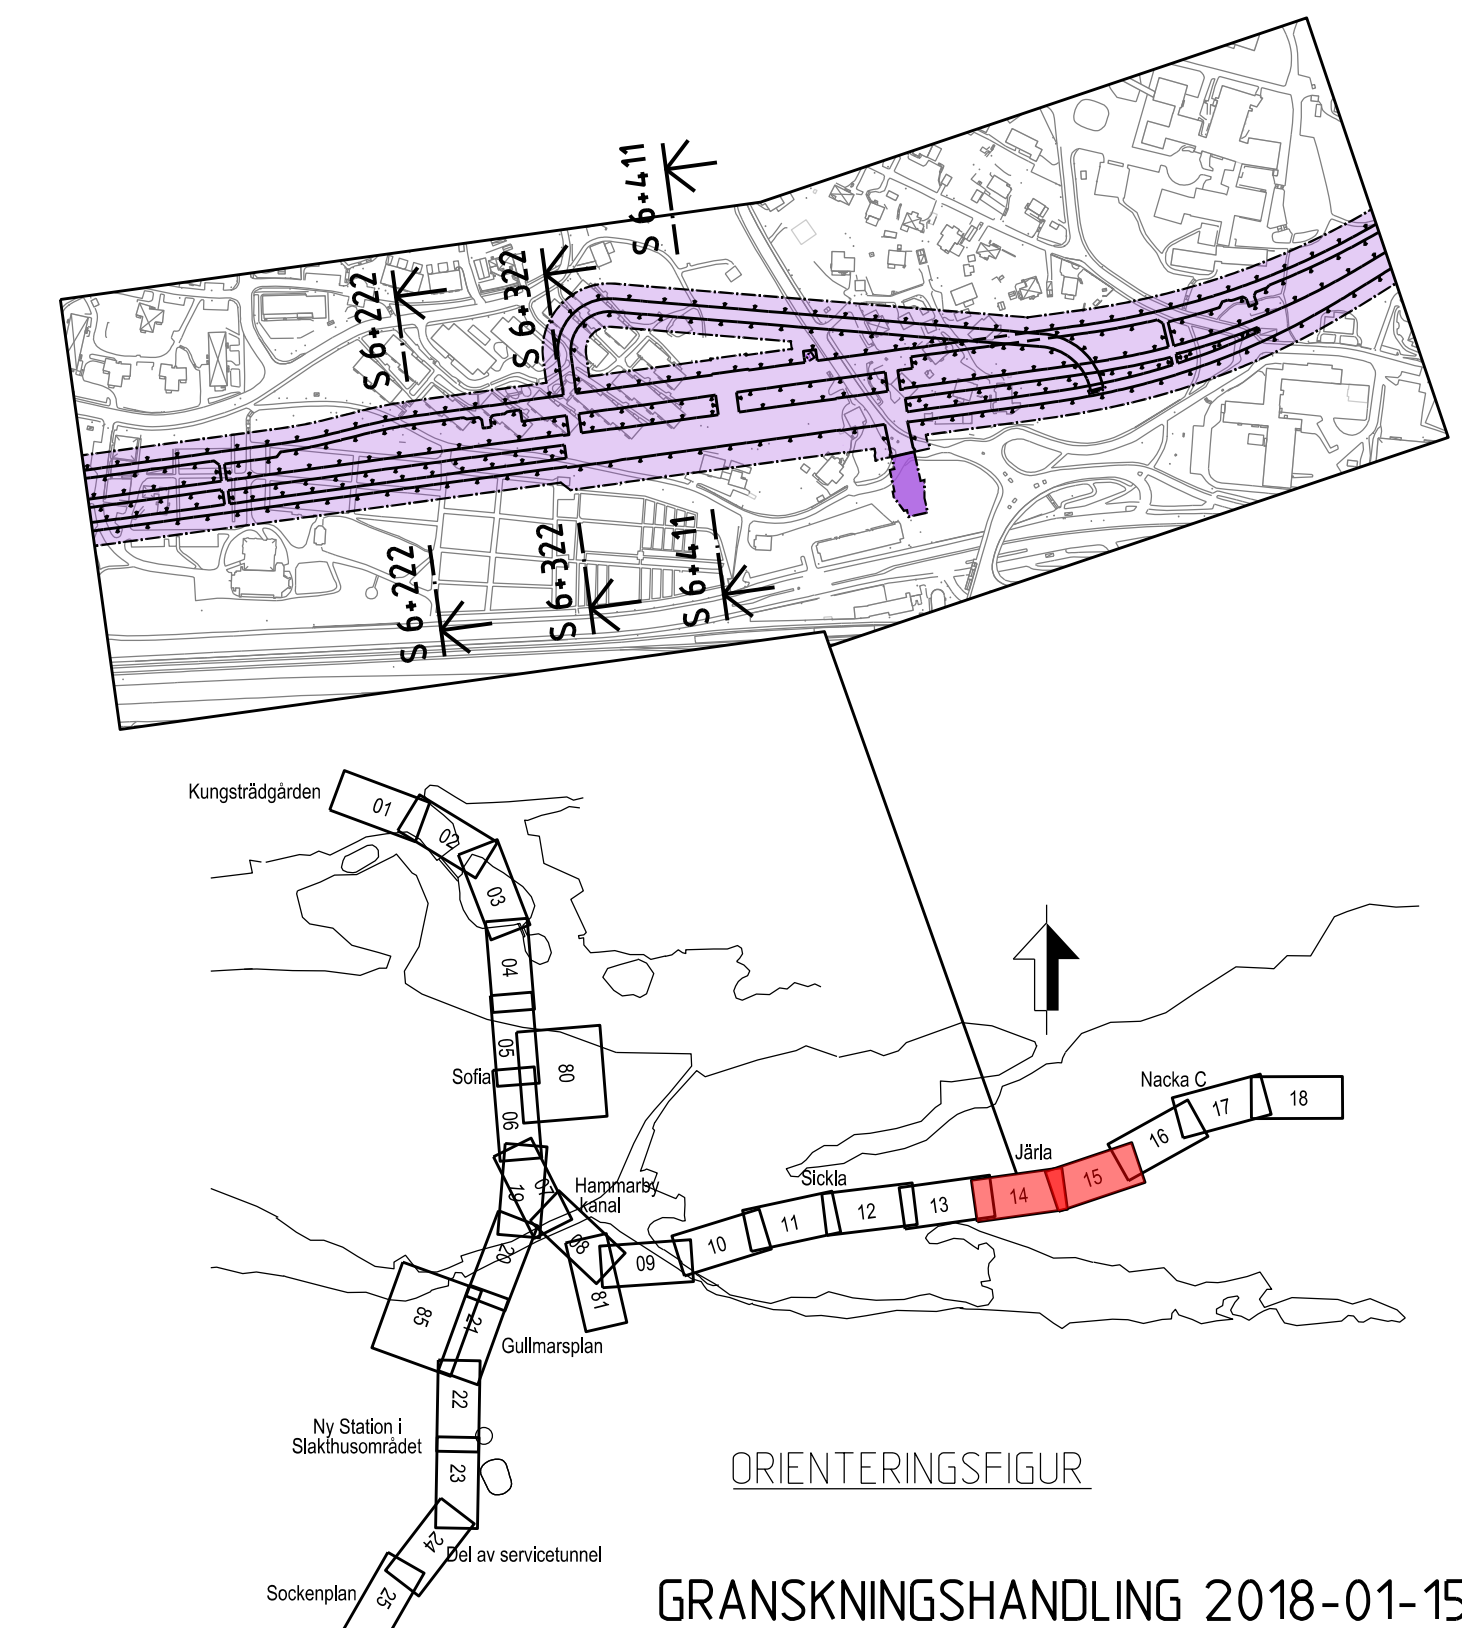 S 6+411
S 6+322
S 6+222
S 6+411
S 6+322
S 6+222
Kungsträdgården
01
02
03
04
05
Sofia
80
06
Nacka C
18
17
16
Järla
15
Sickla
14
13
12
11
10
19
07
Hammarby
kanal
08
09
20
81
85
21
Gullmarsplan
22
Ny Station i
Slakthusområdet
23
24
Del av servicetunnel
Sockenplan
25
ORIENTERINGSFIGUR
GRANSKNINGSHANDLING 2018-01-15